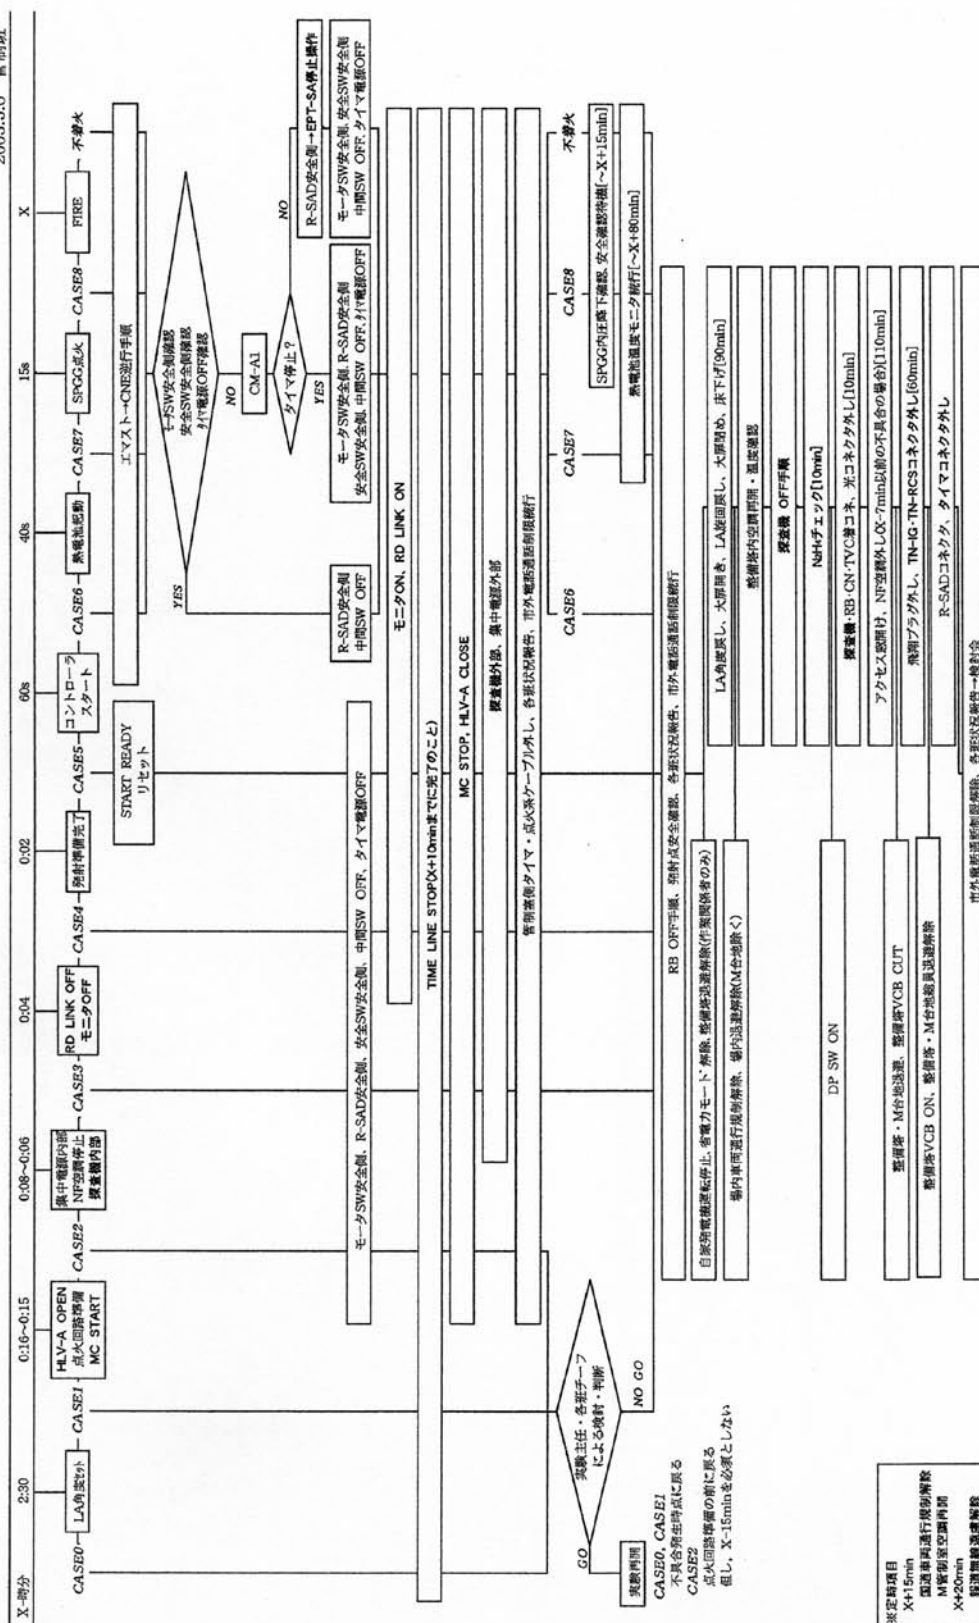 2003.5.6 管制班
X-時分
2:30
0:16~0:15
0:08~0:06
0:04
0:02
60s
40s
15s
X
CASE0
LA角度セット
CASE1
HLV-A OPEN
点火回路準備
MC START
CASE2
集中電源内部
NF空調停止
探査機内部
CASE3
RD LINK OFF
モニタOFF
CASE4
発射準備完了
CASE5
コントローラ
スタート
CASE6
熱電池起動
CASE7
SPGG点火
CASE8
FIRE
不着火
START READY
リセット
エマスト→CNE逆行手順
モータSW安全側確認
安全SW安全側確認
タイマ電源OFF確認
YES
NO
CM-A1
タイマ停止?
YES
NO
R-SAD安全側→EPT-SA停止操作
モータSW安全側、R-SAD安全側、安全SW安全側、中間SW OFF、タイマ電源OFF
R-SAD安全側
中間SW OFF
モータSW安全側、R-SAD安全側
安全SW安全側、中間SW OFF、タイマ電源OFF
モータSW安全側、安全SW安全側
中間SW OFF、タイマ電源OFF
モニタON、RD LINK ON
TIME LINE STOP(X+10minまでに完了のこと)
MC STOP, HLV-A CLOSE
探査機外部、集中電源外部
管制室側タイマ・点火系ケーブル外し、各班状況報告、市外電話通話制限続行
実験主任・各班チーフ
による検討・判断
GO
NO GO
CASE6
CASE7
CASE8
不着火
実験再開
SPGG内圧降下確認、安全確認待機[~X+15min]
熱電池温度モニタ続行[~X+80min]
CASE0, CASE1
不具合発生時点に戻る
CASE2
点火回路準備の前に戻る
但し、X-15minを必須としない
RB OFF手順、発射点安全確認、各班状況報告、市外電話通話制限続行
自家発電機運転停止、省電力モード解除、整備塔退避解除(作業関係者のみ)
LA角度戻し、大扉開き、LA旋回戻し、大扉閉め、床下げ[90min]
場内車両通行規制解除、場内退避解除(M台地除く)
整備塔内空調再開・温度確認
探査機 OFF手順
N2H4チェック[10min]
DP SW ON
探査機・RB・CN・TVC着コネ、光コネクタ外し[10min]
アクセス窓開け、NF空調外し(X-7min以前の不具合の場合)[110min]
整備塔・M台地退避、整備塔VCB CUT
飛翔プラグ外し、TN-IG・TN-RCSコネクタ外し[60min]
整備塔VCB ON、整備塔・M台地総員退避解除
R-SADコネクタ、タイマコネクタ外し
市外電話通話制限解除、各班状況報告→検討会
※定時項目
X+15min
国道車両通行規制解除
M管制室空調再開
X+20min